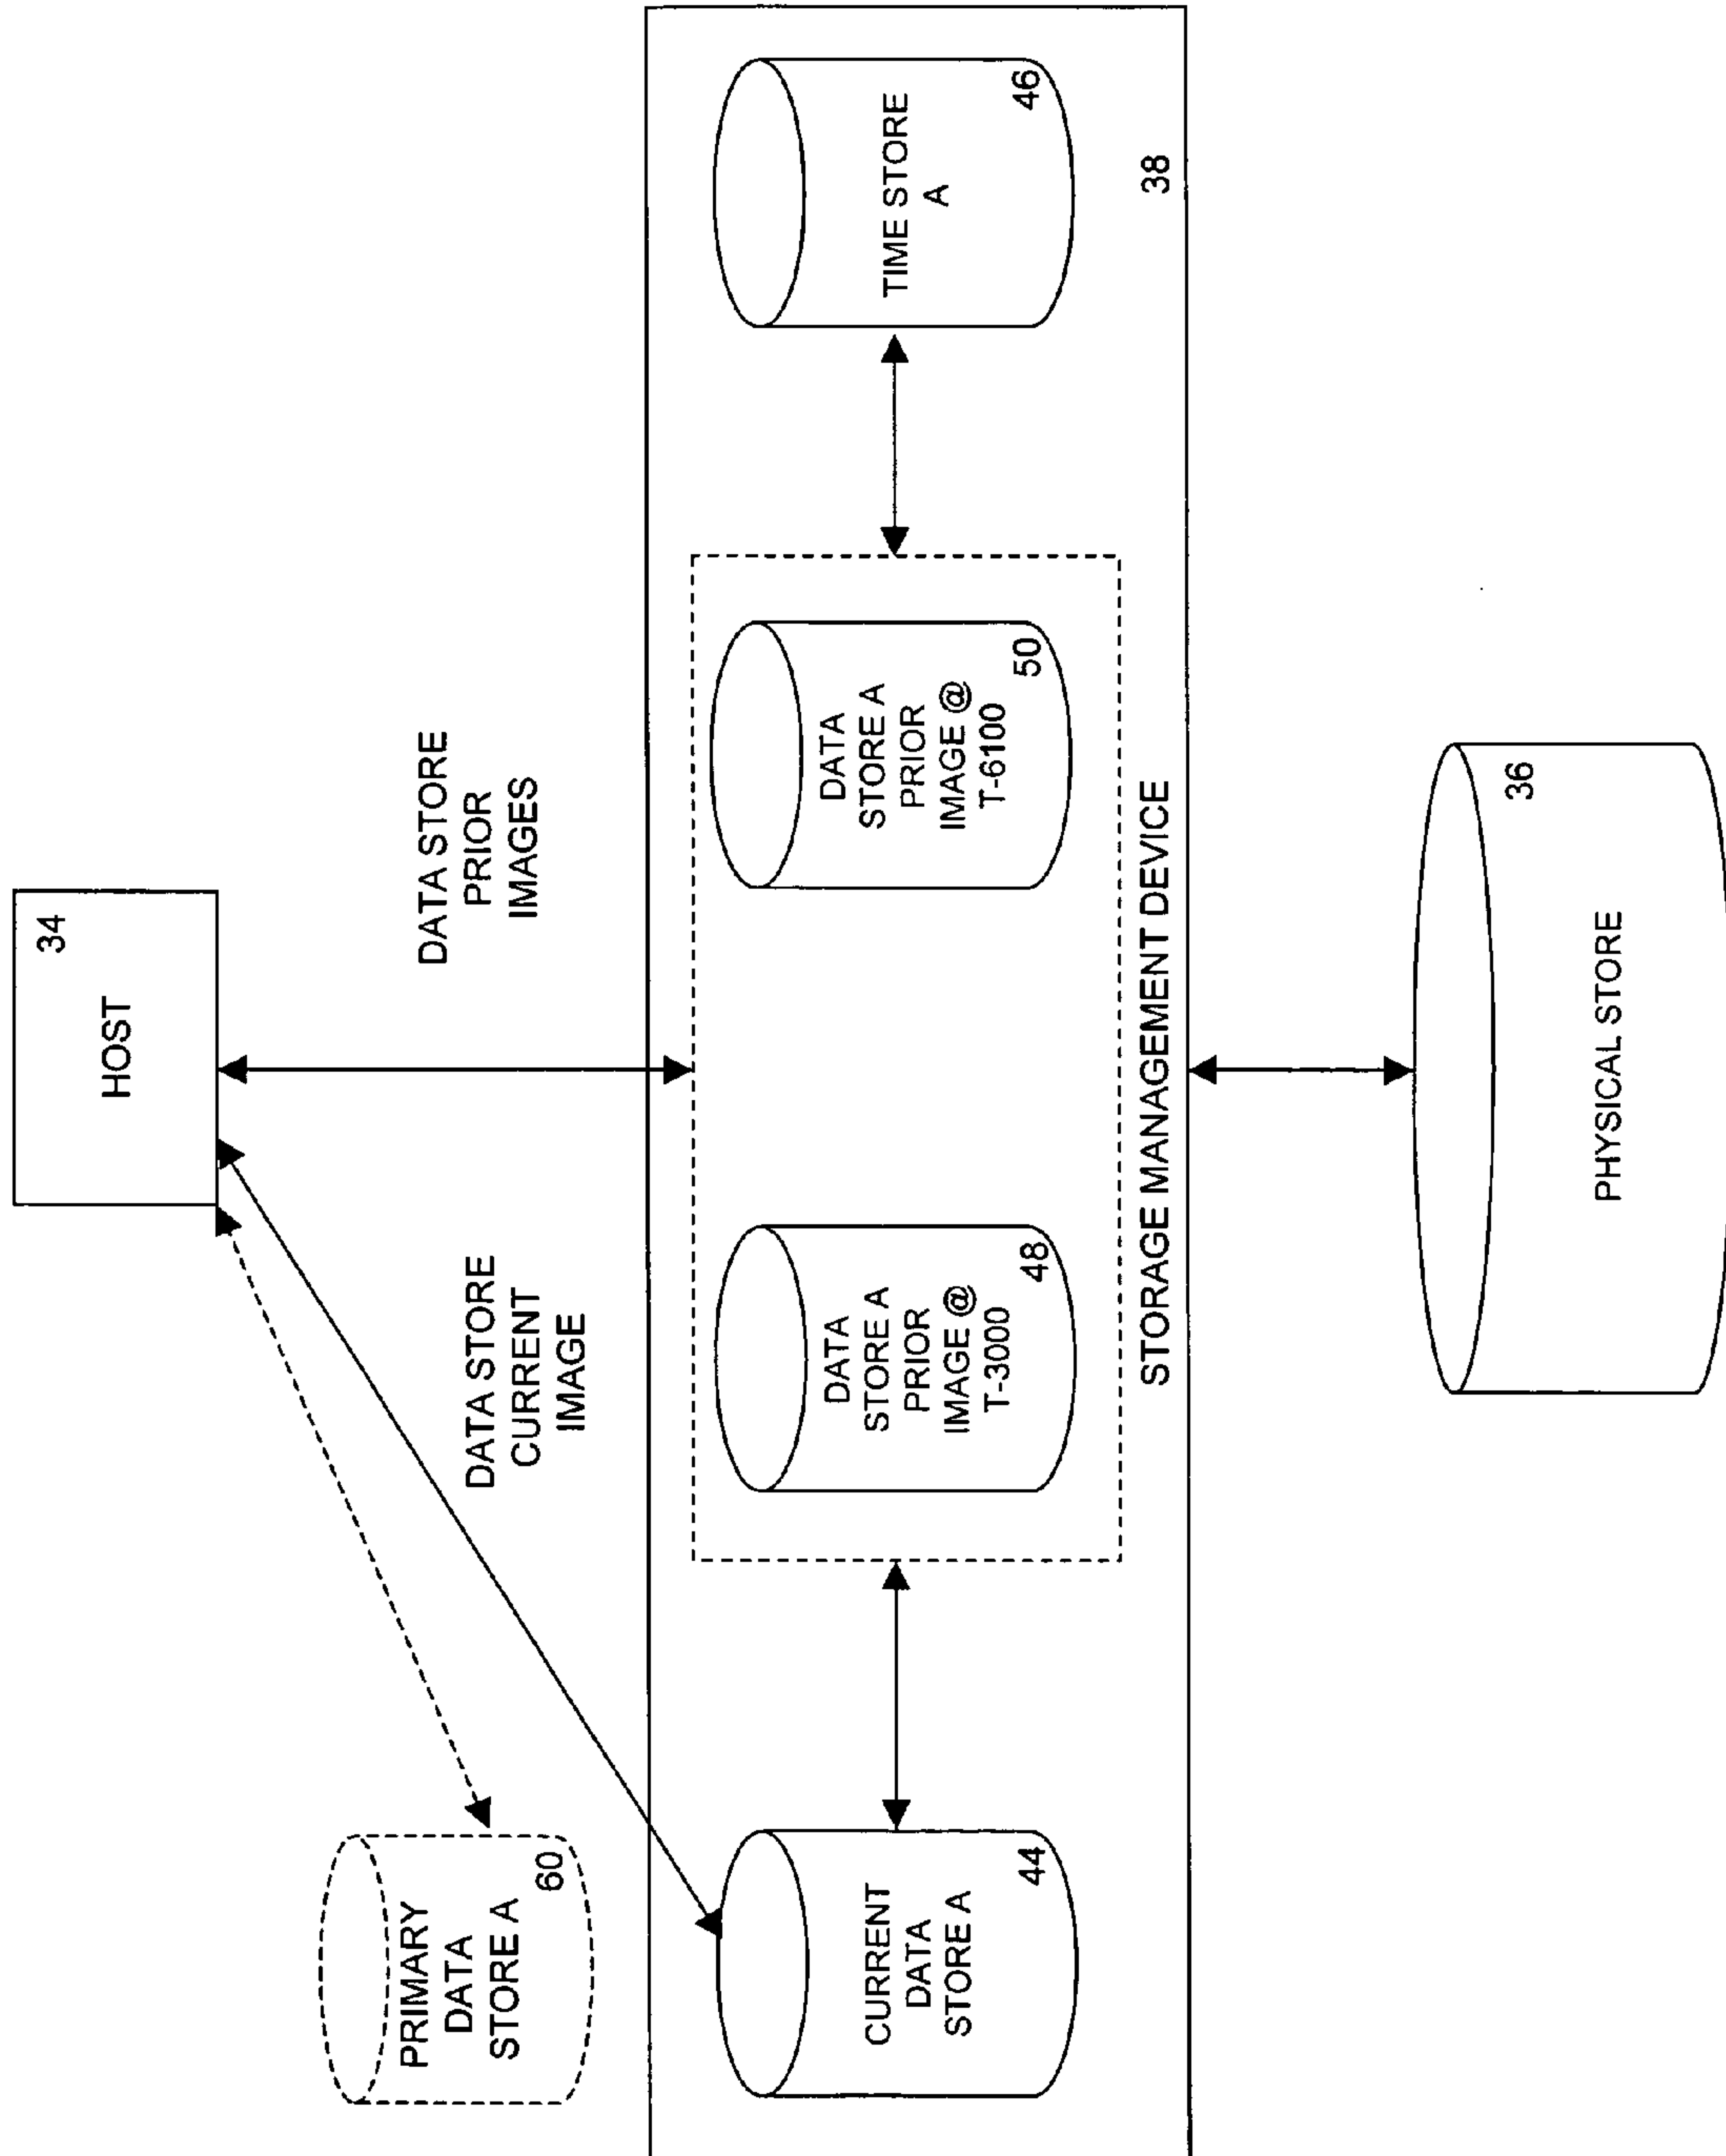 34
HOST
DATA STORE
PRIOR
IMAGES
DATA STORE
CURRENT
IMAGE
PRIMARY
DATA
STORE A
60
CURRENT
DATA
STORE A
44
DATA
STORE A
PRIOR
IMAGE @
T-3000
48
DATA
STORE A
PRIOR
IMAGE @
T-6100
50
TIME STORE
A
46
STORAGE MANAGEMENT DEVICE
38
36
PHYSICAL STORE